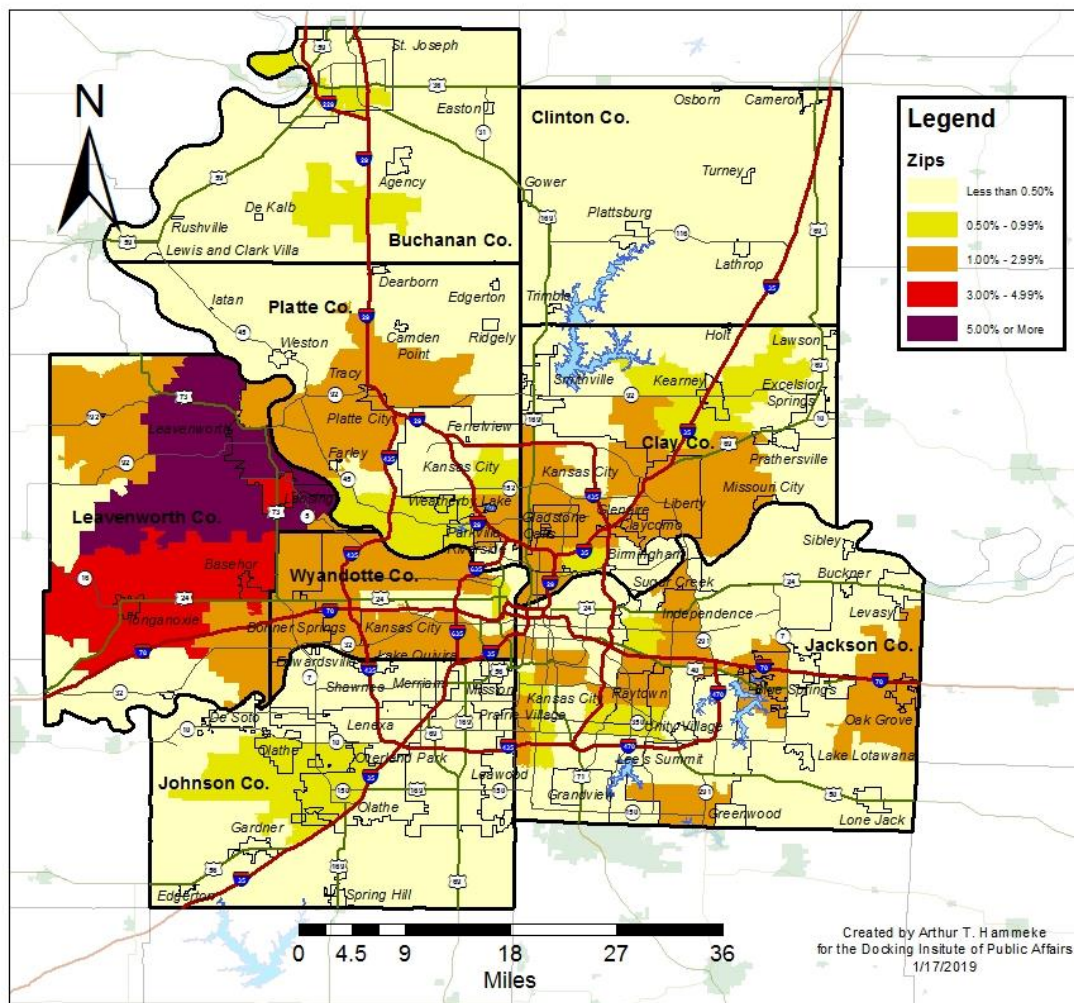 N
St. Joseph
Easton
Agency
De Kalb
Rushville
Lewis and Clark Villa
Buchanan Co.
Osborn
Cameron
Clinton Co.
Turney
Gower
Plattsburg
Lathrop
Trimble
Legend
Zips
Less than 0.50%
0.50% - 0.99%
1.00% - 2.99%
3.00% - 4.99%
5.00% or More
Dearborn
Edgerton
Iatan
Platte Co.
Camden
Point
Ridgely
Weston
Tracy
Platte City
Ferrelview
Farley
Kansas City
Weatherby Lake
Parkville
Riverside
Holt
Lawson
Smithville
Kearney
Excelsior
Springs
Clay Co.
Prathersville
Kansas City
Liberty
Missouri City
Glenaire
Gladstone
Claycomo
Birmingham
Leavenworth
Lansing
Leavenworth Co.
Basehor
Tonganoxie
Wyandotte Co.
Bonner Springs
Kansas City
Lake Quivira
Edwardsville
Sibley
Sugar Creek
Buckner
Independence
Levasy
Jackson Co.
Kansas City
Raytown
Unity Village
Oak Grove
Lake Lotawana
Lee's Summit
Grandview
Greenwood
Lone Jack
Shawnee
Merriam
Mission
Prairie Village
De Soto
Lenexa
Olathe
Overland Park
Leawood
Johnson Co.
Olathe
Gardner
Edgerton
Spring Hill
0 4.5 9 18 27 36
Miles
Created by Arthur T. Hammeke
for the Docking Insitute of Public Affairs
1/17/2019